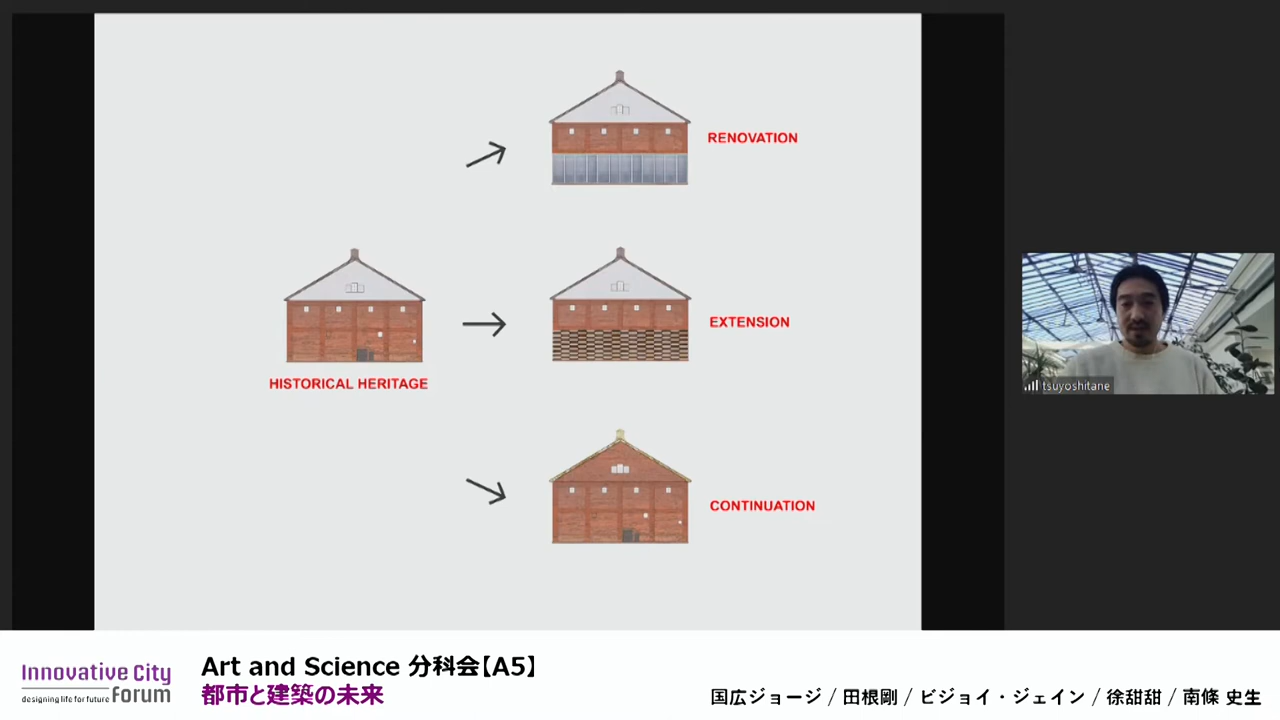 RENOVATION
EXTENSION
HISTORICAL HERITAGE
CONTINUATION
tsuyoshitane
Innovative City
designing life for future Forum
Art and Science 分科会【A5】
都市と建築の未来
国広ジョージ / 田根剛 / ビジョイ・ジェイン / 徐甜甜 / 南條 史生